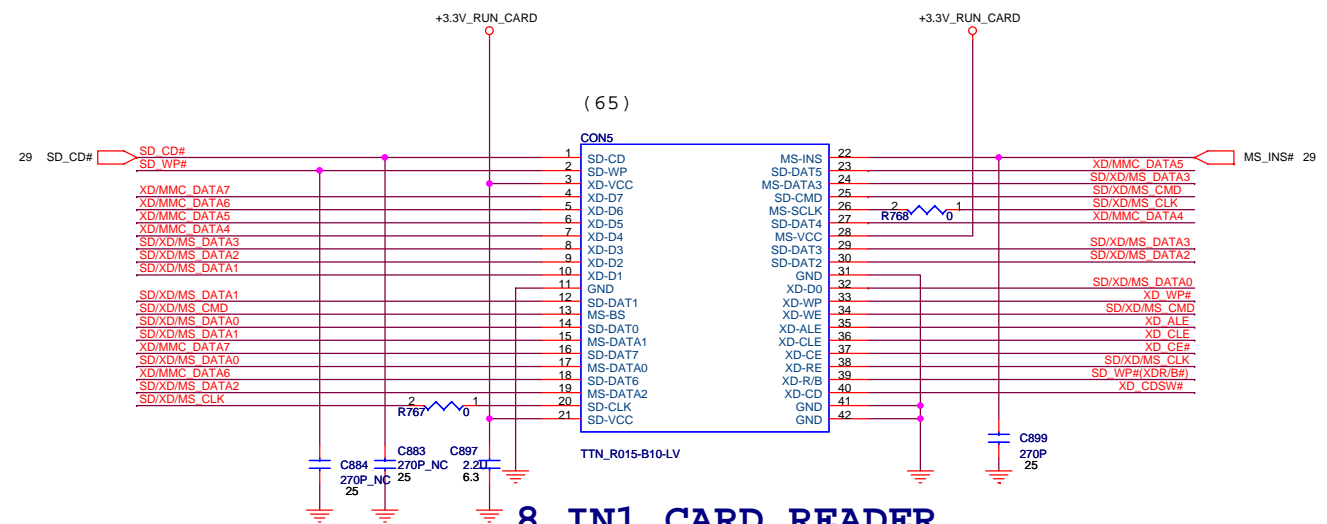 +3.3V_RUN_CARD
+3.3V_RUN_CARD
(65)
CON5
29 SD_CD#
MS_INS# 29
SD_CD#
SD_WP#
XD/MMC_DATA7
XD/MMC_DATA6
XD/MMC_DATA5
XD/MMC_DATA4
SD/XD/MS_DATA3
SD/XD/MS_DATA2
SD/XD/MS_DATA1
SD/XD/MS_DATA1
SD/XD/MS_CMD
SD/XD/MS_DATA0
SD/XD/MS_DATA1
XD/MMC_DATA7
SD/XD/MS_DATA0
XD/MMC_DATA6
SD/XD/MS_DATA2
SD/XD/MS_CLK
2 R767 0 1
1 SD-CD
2 SD-WP
3 XD-VCC
4 XD-D7
5 XD-D6
6 XD-D5
7 XD-D4
8 XD-D3
9 XD-D2
10 XD-D1
11 GND
12 SD-DAT1
13 MS-BS
14 SD-DAT0
15 MS-DATA1
16 SD-DAT7
17 MS-DATA0
18 SD-DAT6
19 MS-DATA2
20 SD-CLK
21 SD-VCC
MS-INS 22
SD-DAT5 23
MS-DATA3 24
SD-CMD 25
MS-SCLK 26
SD-DAT4 27
MS-VCC 28
SD-DAT3 29
SD-DAT2 30
GND 31
XD-D0 32
XD-WP 33
XD-WE 34
XD-ALE 35
XD-CLE 36
XD-CE 37
XD-RE 38
XD-R/B 39
XD-CD 40
GND 41
GND 42
2 R768 0 1
XD/MMC_DATA5
SD/XD/MS_DATA3
SD/XD/MS_CMD
SD/XD/MS_CLK
XD/MMC_DATA4
SD/XD/MS_DATA3
SD/XD/MS_DATA2
SD/XD/MS_DATA0
XD_WP#
SD/XD/MS_CMD
XD_ALE
XD_CLE
XD_CE#
SD/XD/MS_CLK
SD_WP#(XDR/B#)
XD_CDSW#
TTN_R015-B10-LV
C884
270P_NC
25
C883
270P_NC
25
C897
2.2U
6.3
C899
270P
25
8 IN1 CARD READER